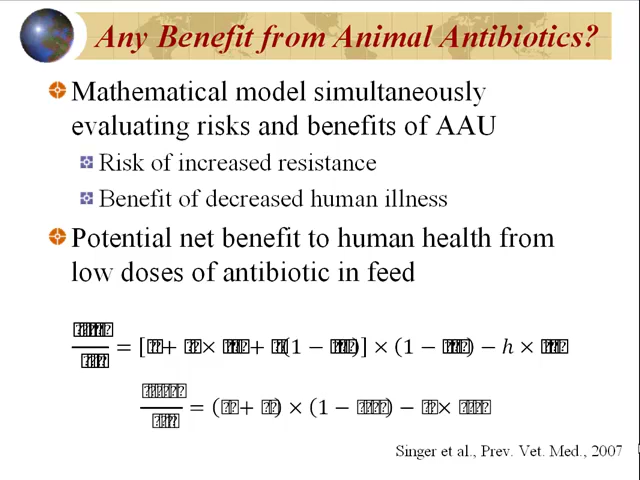 Any Benefit from Animal Antibiotics?
Mathematical model simultaneously
evaluating risks and benefits of AAU
Risk of increased resistance
Benefit of decreased human illness
Potential net benefit to human health from
low doses of antibiotic in feed
= [ + × + (1 − )] × (1 − ) − ℎ ×
= ( + ) × (1 − ) − ×
Singer et al., Prev. Vet. Med., 2007